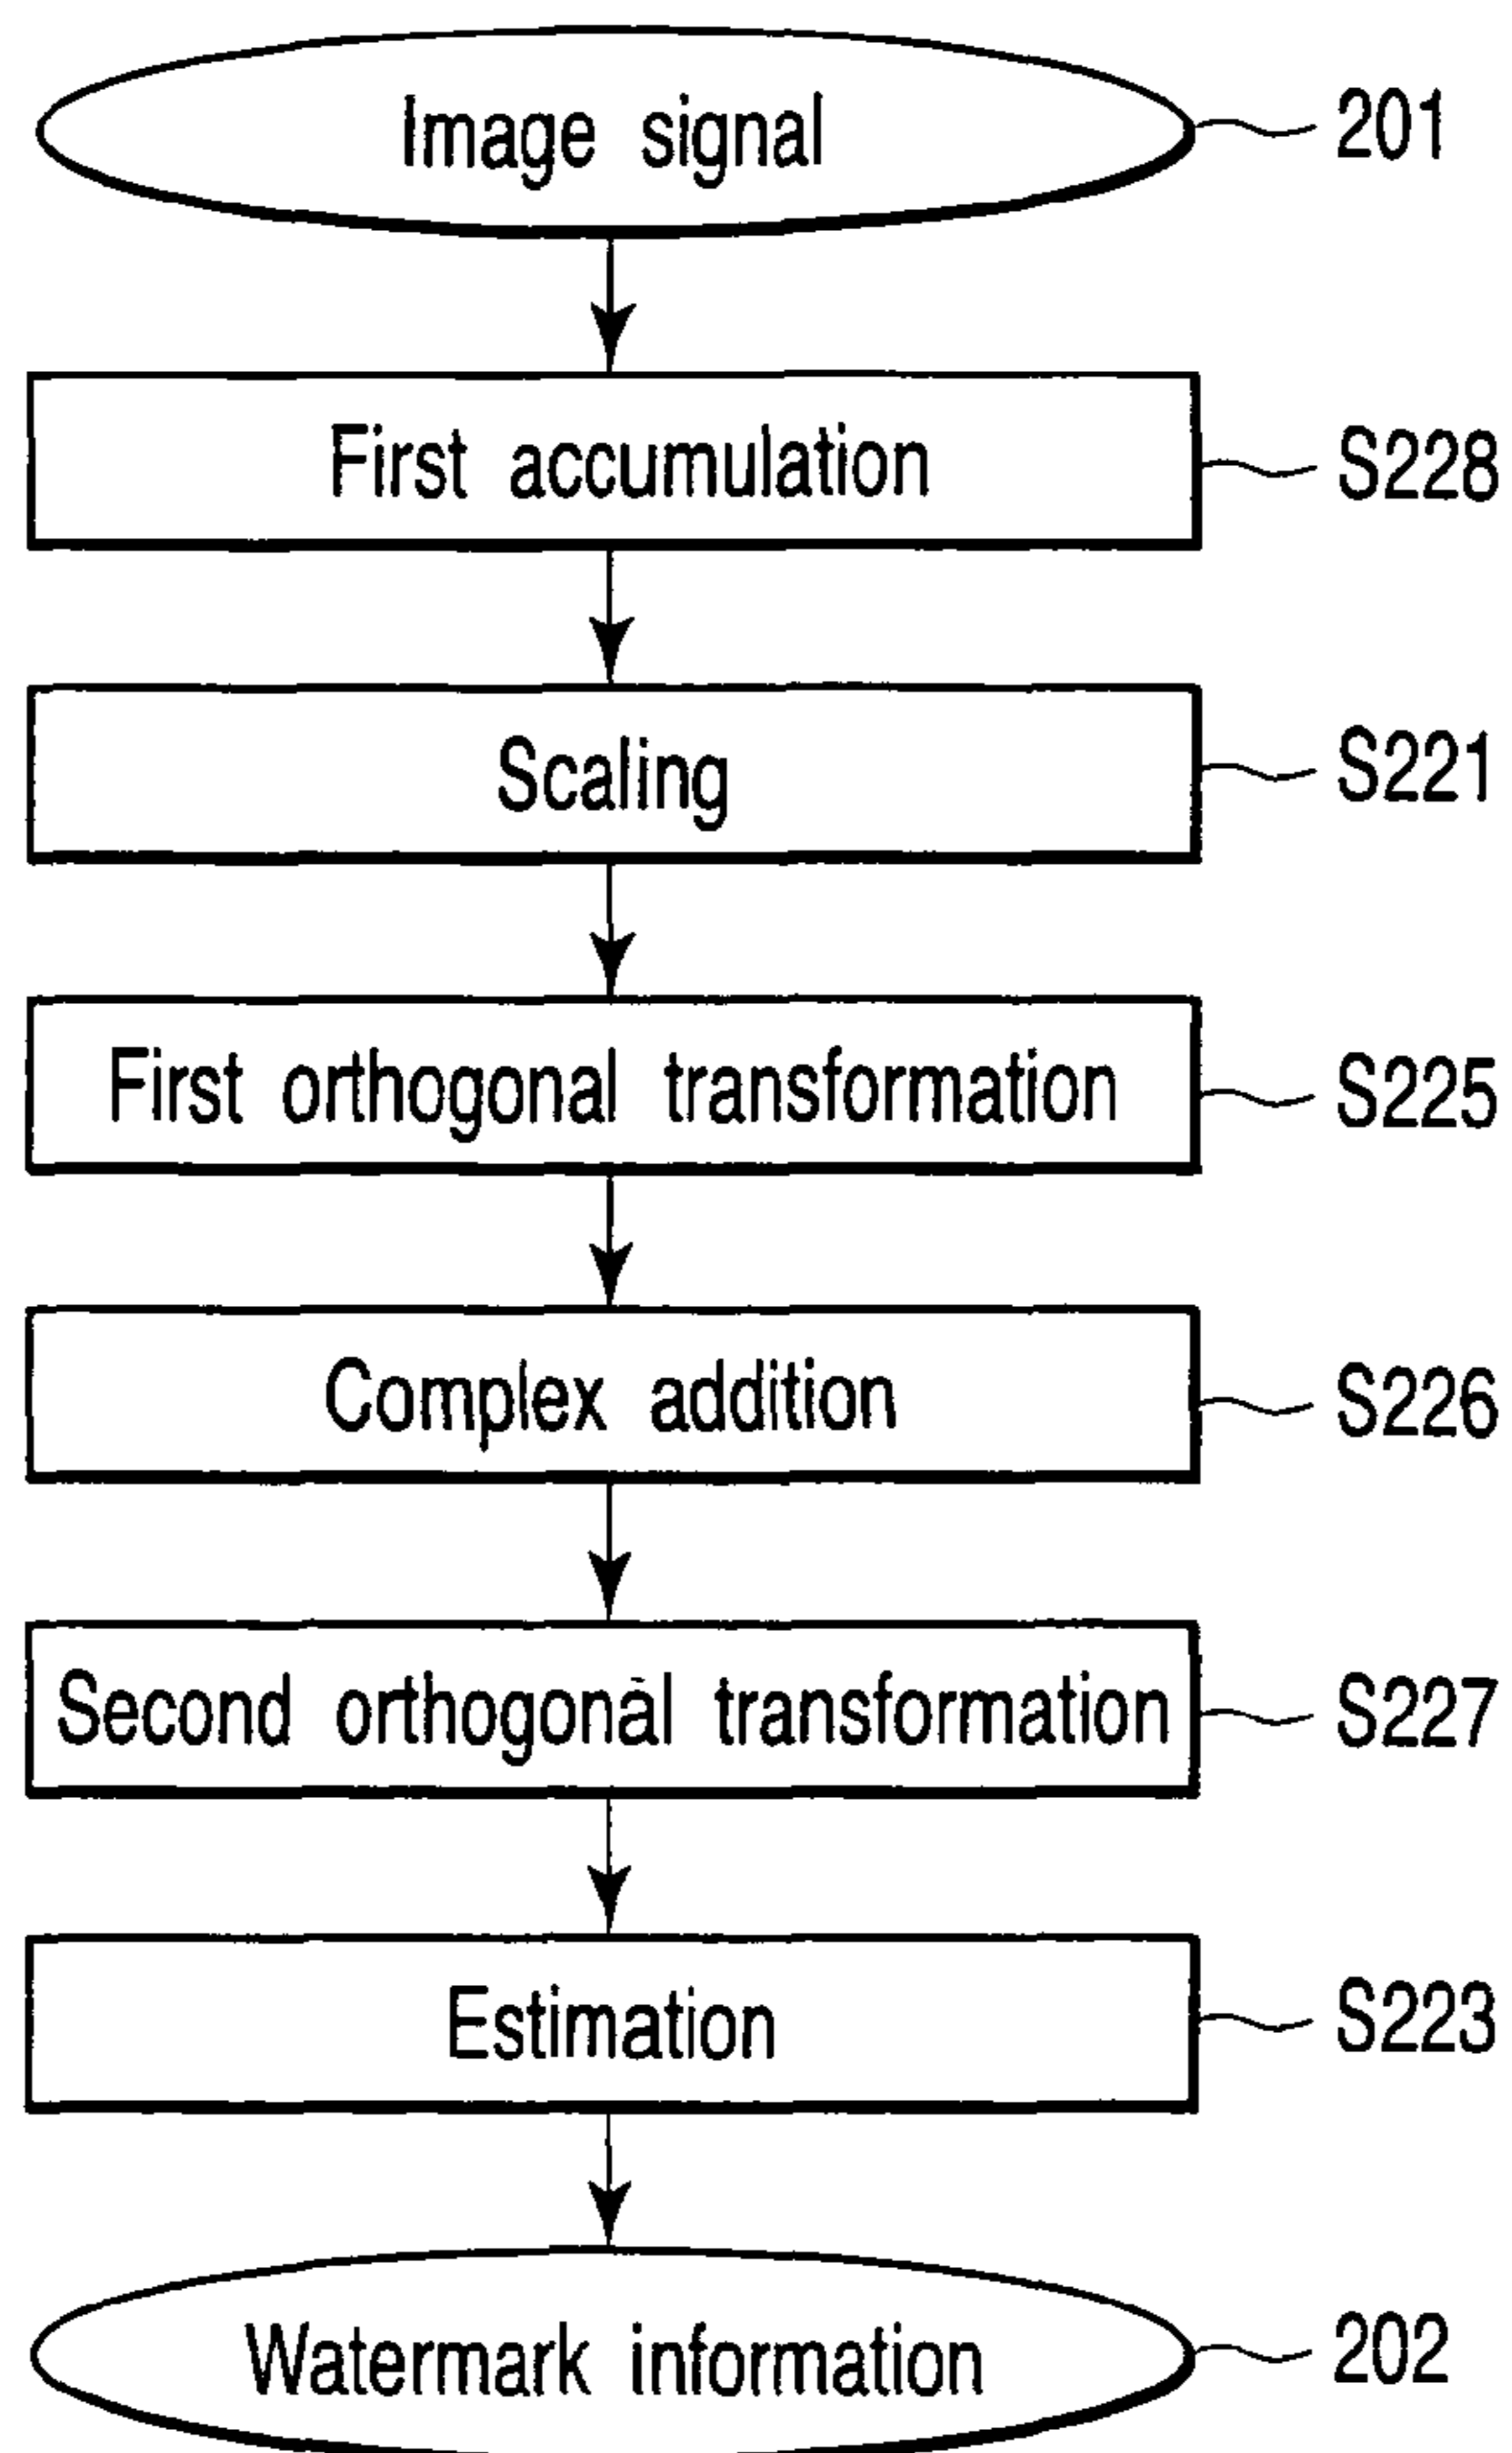 Image signal 201
First accumulation S228
Scaling S221
First orthogonal transformation S225
Complex addition S226
Second orthogonal transformation S227
Estimation S223
Watermark information 202